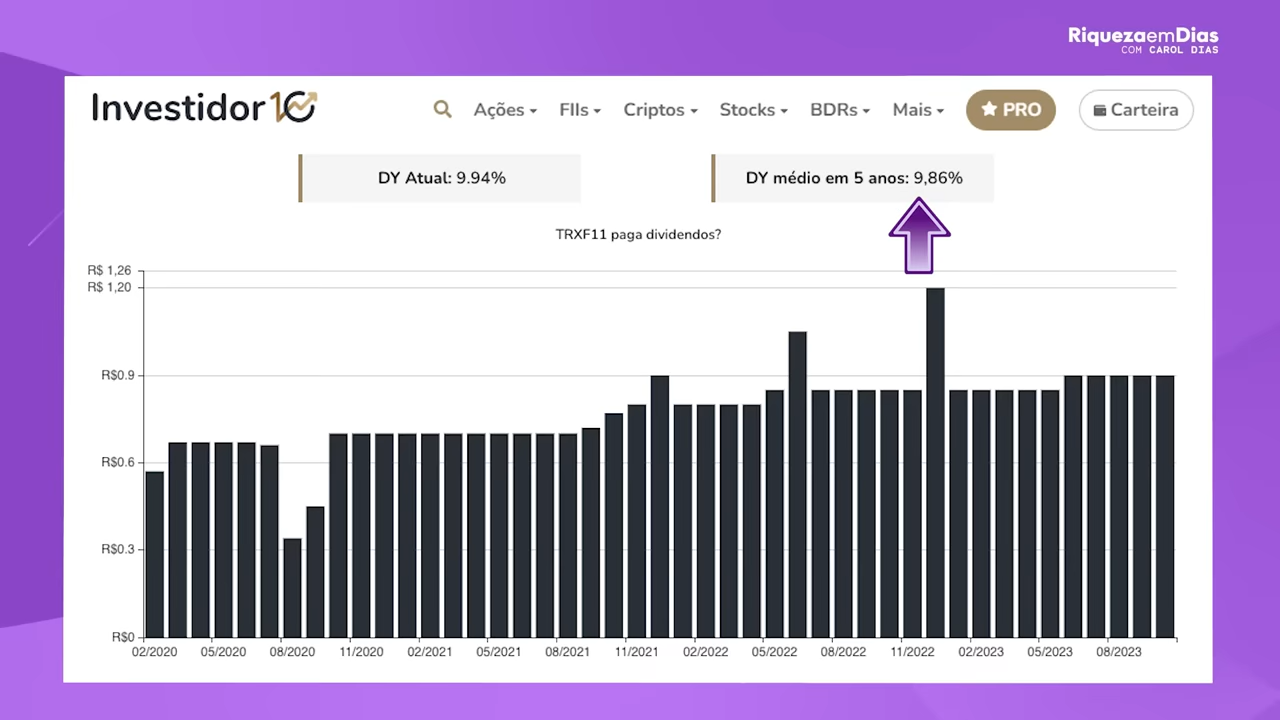 RiquezaemDias
COM CAROL DIAS
Investidor10
Ações
FIIs
Criptos
Stocks
BDRs
Mais
PRO
Carteira
DY Atual: 9.94%
DY médio em 5 anos: 9,86%
TRXF11 paga dividendos?
R$ 1,26
R$ 1,20
R$0.9
R$0.6
R$0.3
R$0
02/2020
05/2020
08/2020
11/2020
02/2021
05/2021
08/2021
11/2021
02/2022
05/2022
08/2022
11/2022
02/2023
05/2023
08/2023